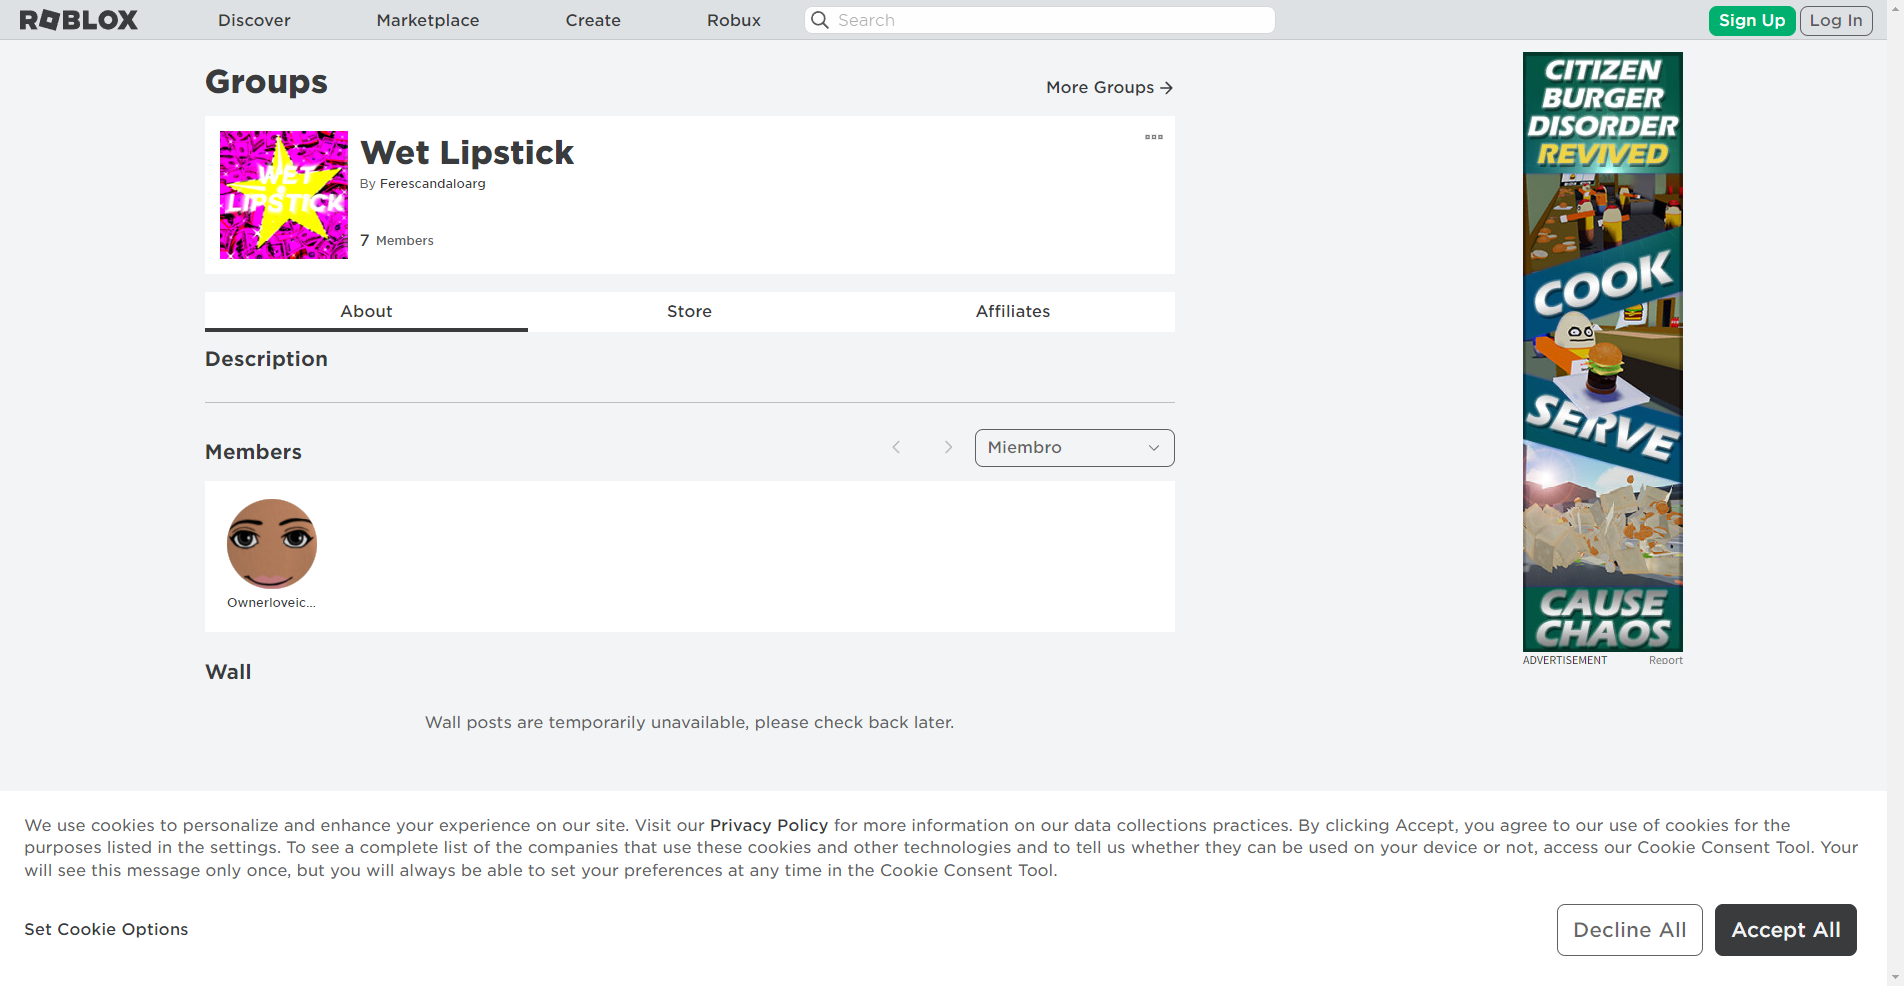 ROBLOX
Discover
Marketplace
Create
Robux
Search
Sign Up
Log In
Groups
More Groups
WET LIPSTICK
Wet Lipstick
By Ferescandaloarg
7 Members
About
Store
Affiliates
Description
Members
Miembro
Ownerloveic...
Wall
Wall posts are temporarily unavailable, please check back later.
CITIZEN
BURGER
DISORDER
REVIVED
COOK
SERVE
CAUSE
CHAOS
ADVERTISEMENT
Report
We use cookies to personalize and enhance your experience on our site. Visit our Privacy Policy for more information on our data collections practices. By clicking Accept, you agree to our use of cookies for the
purposes listed in the settings. To see a complete list of the companies that use these cookies and other technologies and to tell us whether they can be used on your device or not, access our Cookie Consent Tool. Your
will see this message only once, but you will always be able to set your preferences at any time in the Cookie Consent Tool.
Set Cookie Options
Decline All
Accept All